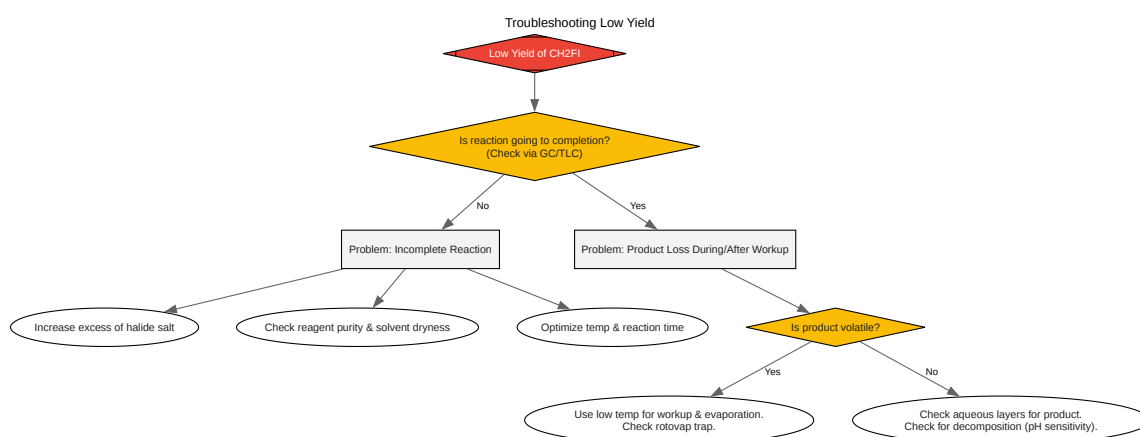 Troubleshooting Low Yield
Low Yield of CH2FI
Is reaction going to completion?
(Check via GC/TLC)
No
Yes
Problem: Incomplete Reaction
Problem: Product Loss During/After Workup
Increase excess of halide salt
Check reagent purity & solvent dryness
Optimize temp & reaction time
Is product volatile?
Yes
No
Use low temp for workup & evaporation.
Check rotovap trap.
Check aqueous layers for product.
Check for decomposition (pH sensitivity).